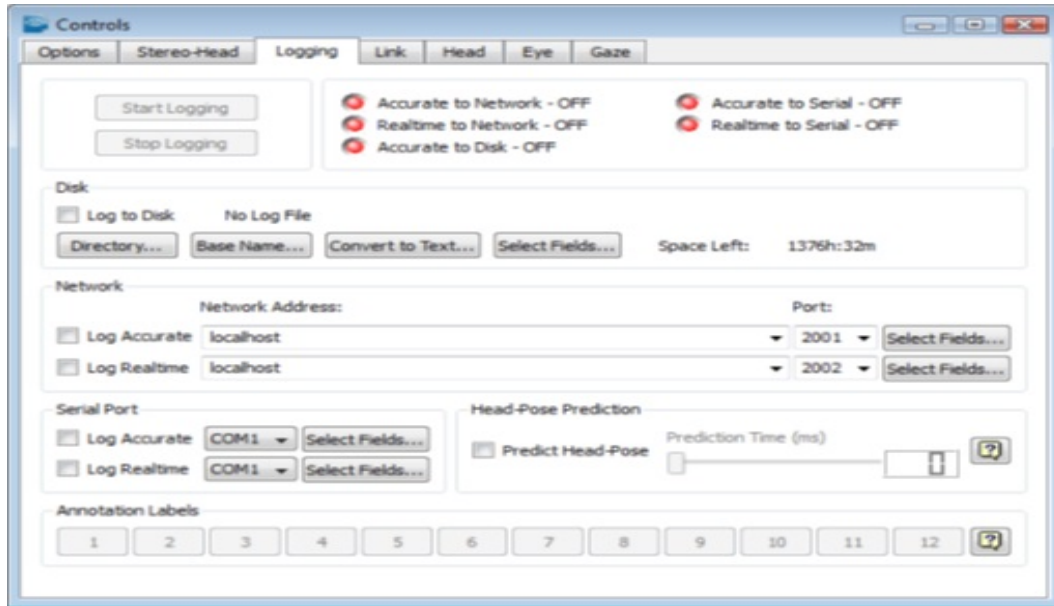 Controls
Options Stereo-Head Logging Link Head Eye Gaze
Start Logging
Stop Logging
Accurate to Network - OFF Accurate to Serial - OFF
Realtime to Network - OFF Realtime to Serial - OFF
Accurate to Disk - OFF
Disk
Log to Disk No Log File
Directory... Base Name... Convert to Text... Select Fields... Space Left: 1376h:32m
Network
Network Address: Port:
Log Accurate localhost 2001 Select Fields...
Log Realtime localhost 2002 Select Fields...
Serial Port
Log Accurate COM1 Select Fields...
Log Realtime COM1 Select Fields...
Head-Pose Prediction
Predict Head-Pose Prediction Time (ms) ?
Annotation Labels
1 2 3 4 5 6 7 8 9 10 11 12 ?